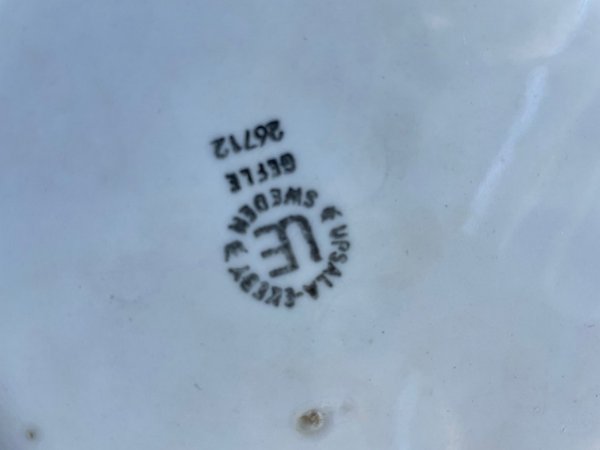 UPSALA-EKEBY
UE
SWEDEN
GEFLE
26712